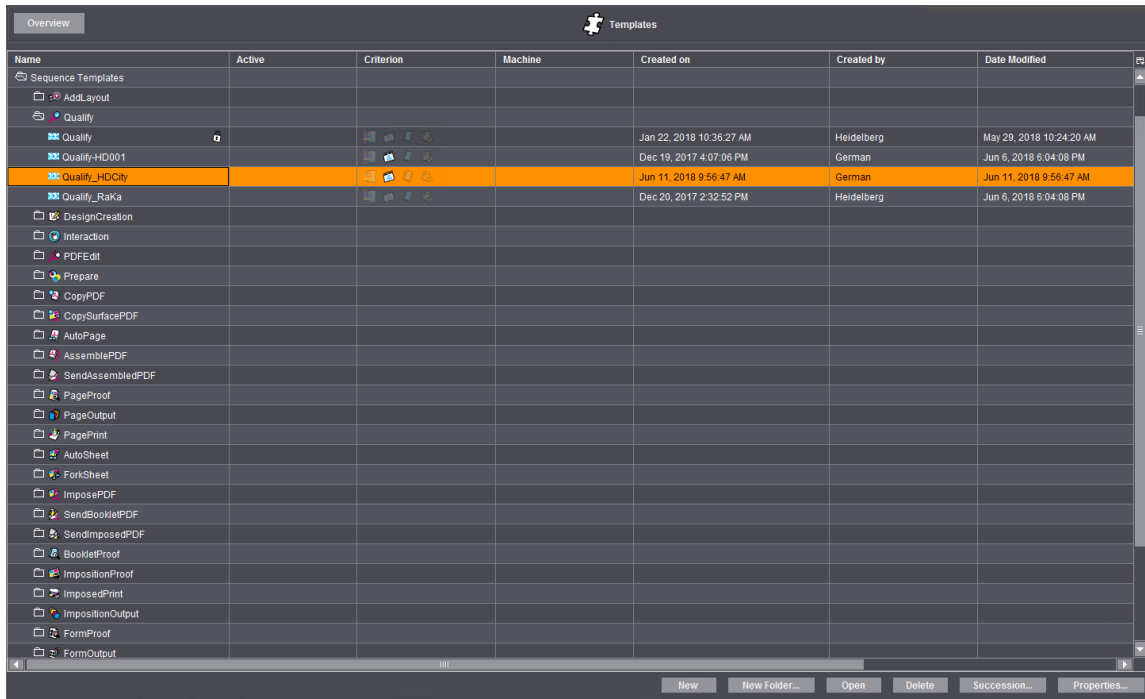 Overview
Templates
Name Active Criterion Machine Created on Created by Date Modified
Sequence Templates
AddLayout
Qualify
Qualify Jan 22, 2018 10:36:27 AM Heidelberg May 29, 2018 10:24:20 AM
Qualify-HD001 Dec 19, 2017 4:07:06 PM German Jun 6, 2018 6:04:08 PM
Qualify_HDCity Jun 11, 2018 9:56:47 AM German Jun 11, 2018 9:56:47 AM
Qualify_RaKa Dec 20, 2017 2:32:52 PM Heidelberg Jun 6, 2018 6:04:08 PM
DesignCreation
Interaction
PDFEdit
Prepare
CopyPDF
CopySurfacePDF
AutoPage
AssemblePDF
SendAssembledPDF
PageProof
PageOutput
PagePrint
AutoSheet
ForkSheet
ImposePDF
SendBookletPDF
SendImposedPDF
BookletProof
ImpositionProof
ImposedPrint
ImpositionOutput
FormProof
FormOutput
New New Folder... Open Delete Succession... Properties...